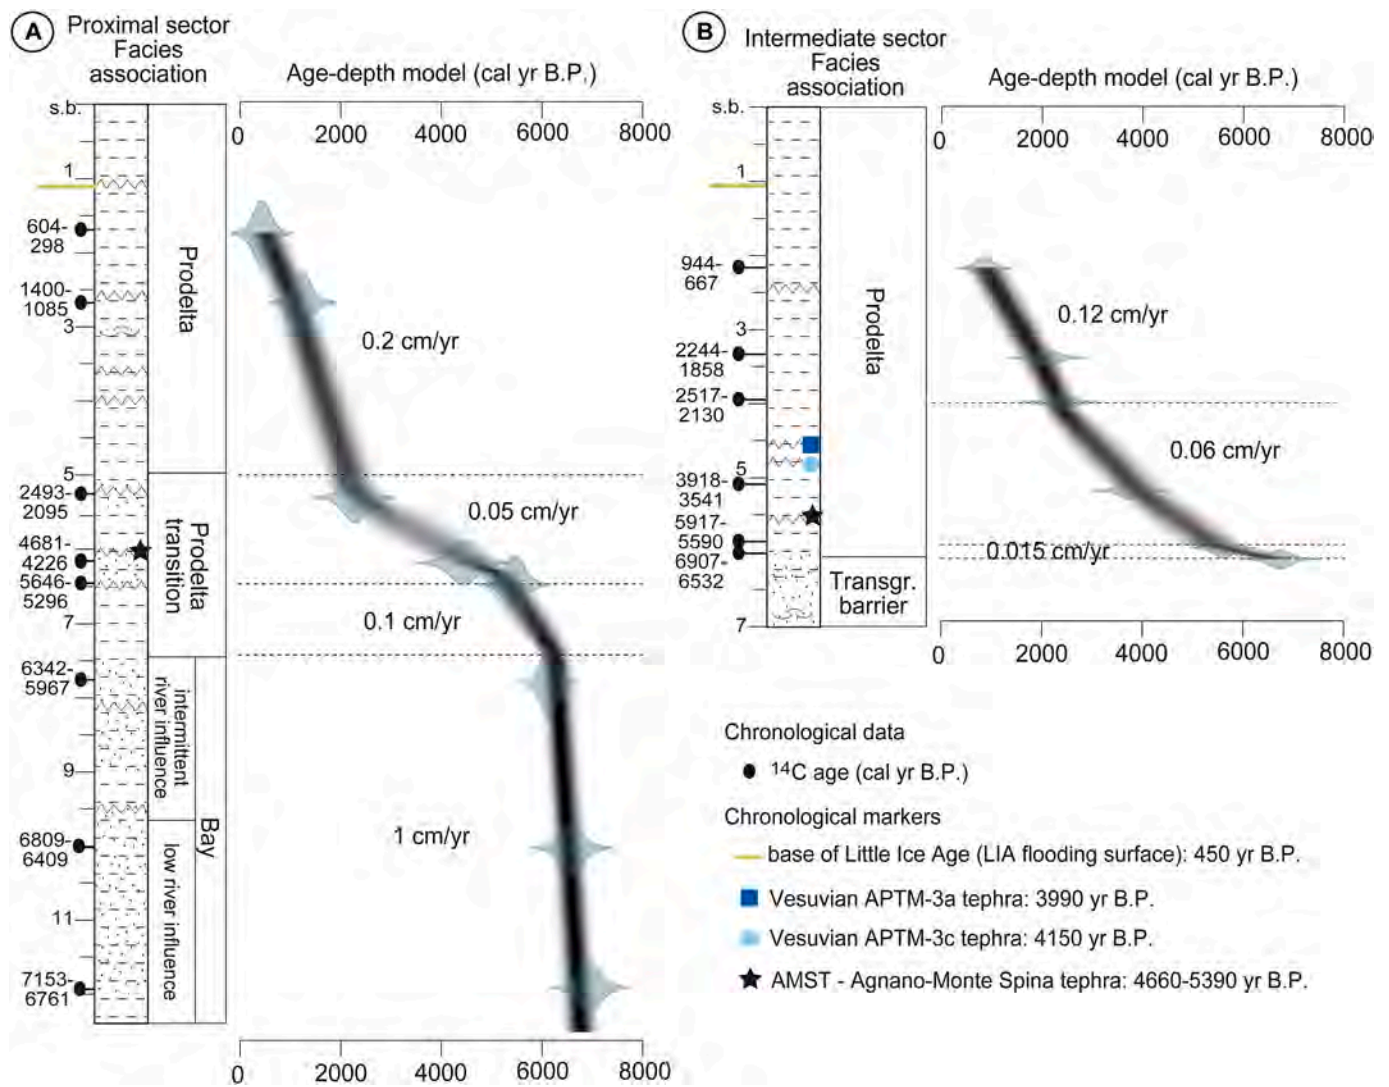 A
Proximal sector
Facies
association
Age-depth model (cal yr B.P.)
s.b.
0 2000 4000 6000 8000
1
604-
298
1400-
1085
3
Prodelta
0.2 cm/yr
5
2493-
2095
4681-
4226
5646-
5296
7
Prodelta
transition
0.05 cm/yr
0.1 cm/yr
6342-
5967
9
intermittent
river influence
6809-
6409
11
7153-
6761
low river influence
Bay
1 cm/yr
0 2000 4000 6000 8000
B
Intermediate sector
Facies
association
Age-depth model (cal yr B.P.)
s.b.
0 2000 4000 6000 8000
1
944-
667
3
2244-
1858
2517-
2130
5
3918-
3541
5917-
5590
6907-
6532
7
Prodelta
Transgr.
barrier
0.12 cm/yr
0.06 cm/yr
0.015 cm/yr
0 2000 4000 6000 8000
Chronological data
14C age (cal yr B.P.)
Chronological markers
base of Little Ice Age (LIA flooding surface): 450 yr B.P.
Vesuvian APTM-3a tephra: 3990 yr B.P.
Vesuvian APTM-3c tephra: 4150 yr B.P.
AMST - Agnano-Monte Spina tephra: 4660-5390 yr B.P.